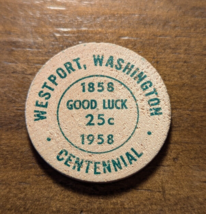 WESTPORT, WASHINGTON
1858
GOOD LUCK
25c
1958
• CENTENNIAL •